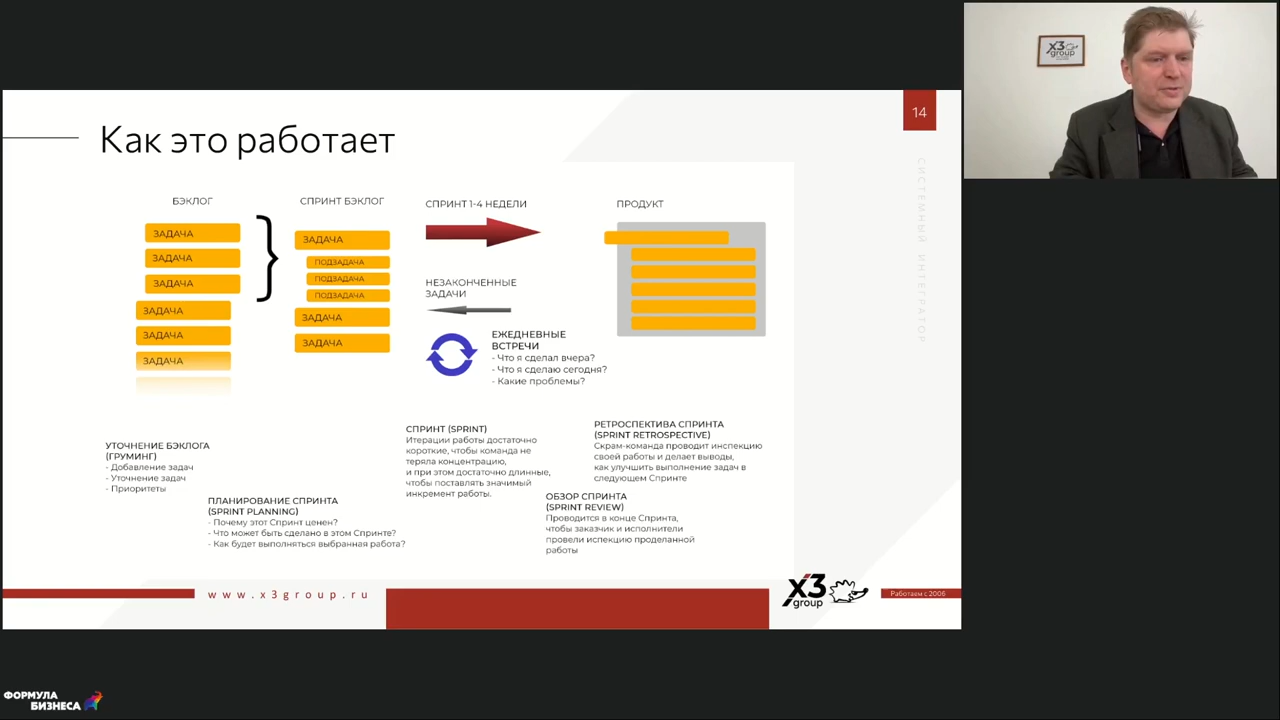 Х3
group
14
Как это работает
СИСТЕМНЫЙ ИНТЕГРАТОР
БЭКЛОГ
ЗАДАЧА
ЗАДАЧА
ЗАДАЧА
ЗАДАЧА
ЗАДАЧА
ЗАДАЧА
СПРИНТ БЭКЛОГ
ЗАДАЧА
ПОДЗАДАЧА
ПОДЗАДАЧА
ПОДЗАДАЧА
ЗАДАЧА
ЗАДАЧА
СПРИНТ 1-4 НЕДЕЛИ
НЕЗАКОНЧЕННЫЕ
ЗАДАЧИ
ЕЖЕДНЕВНЫЕ
ВСТРЕЧИ
- Что я сделал вчера?
- Что я сделаю сегодня?
- Какие проблемы?
ПРОДУКТ
УТОЧНЕНИЕ БЭКЛОГА
(ГРУМИНГ)
- Добавление задач
- Уточнение задач
- Приоритеты
ПЛАНИРОВАНИЕ СПРИНТА
(SPRINT PLANNING)
- Почему этот Спринт ценен?
- Что может быть сделано в этом Спринте?
- Как будет выполняться выбранная работа?
СПРИНТ (SPRINT)
Итерации работы достаточно
короткие, чтобы команда не
теряла концентрацию,
и при этом достаточно длинные,
чтобы поставлять значимый
инкремент работы.
РЕТРОСПЕКТИВА СПРИНТА
(SPRINT RETROSPECTIVE)
Скрам-команда проводит инспекцию
своей работы и делает выводы,
как улучшить выполнение задач в
следующем Спринте
ОБЗОР СПРИНТА
(SPRINT REVIEW)
Проводится в конце Спринта,
чтобы заказчик и исполнители
провели испекцию проделанной
работы
www.x3group.ru
Х3
group
Работаем с 2006
ФОРМУЛА
БИЗНЕСА